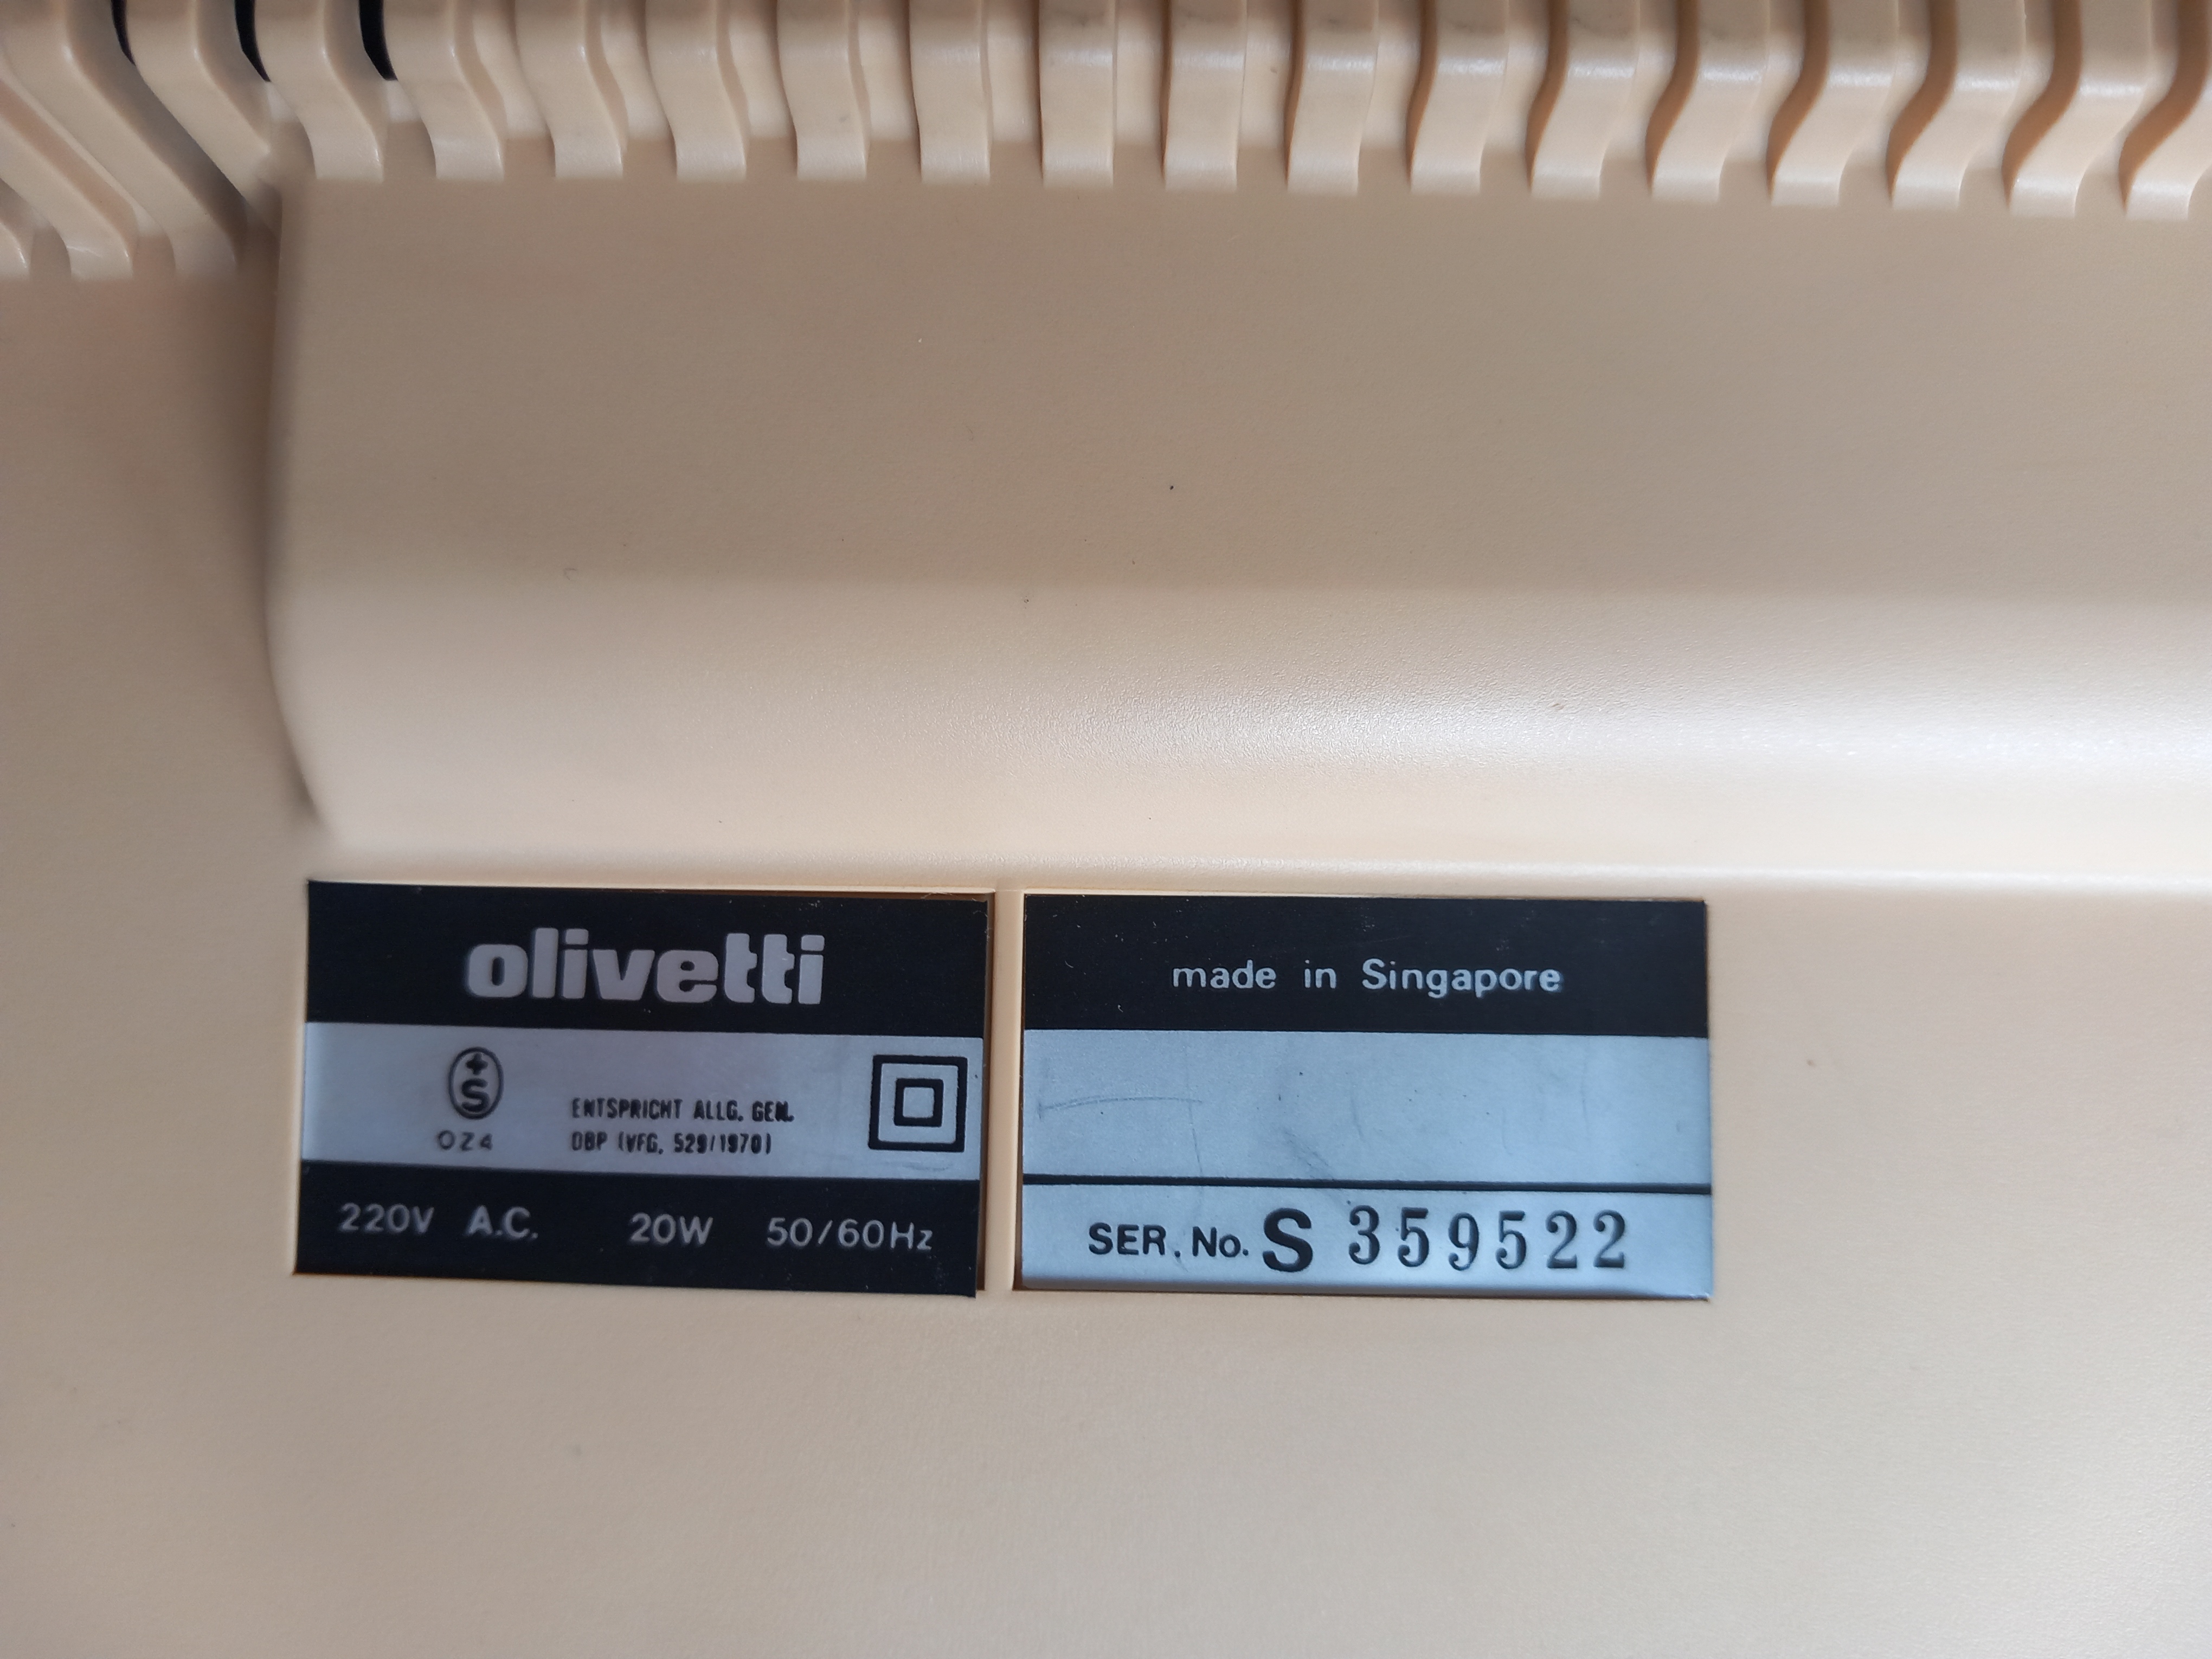 olivetti
+
S
OZ4
ENTSPRICHT ALLG. GEN.
DBP (VFG. 529/1970)
220V A.C. 20W 50/60Hz
made in Singapore
SER. No. S 359522